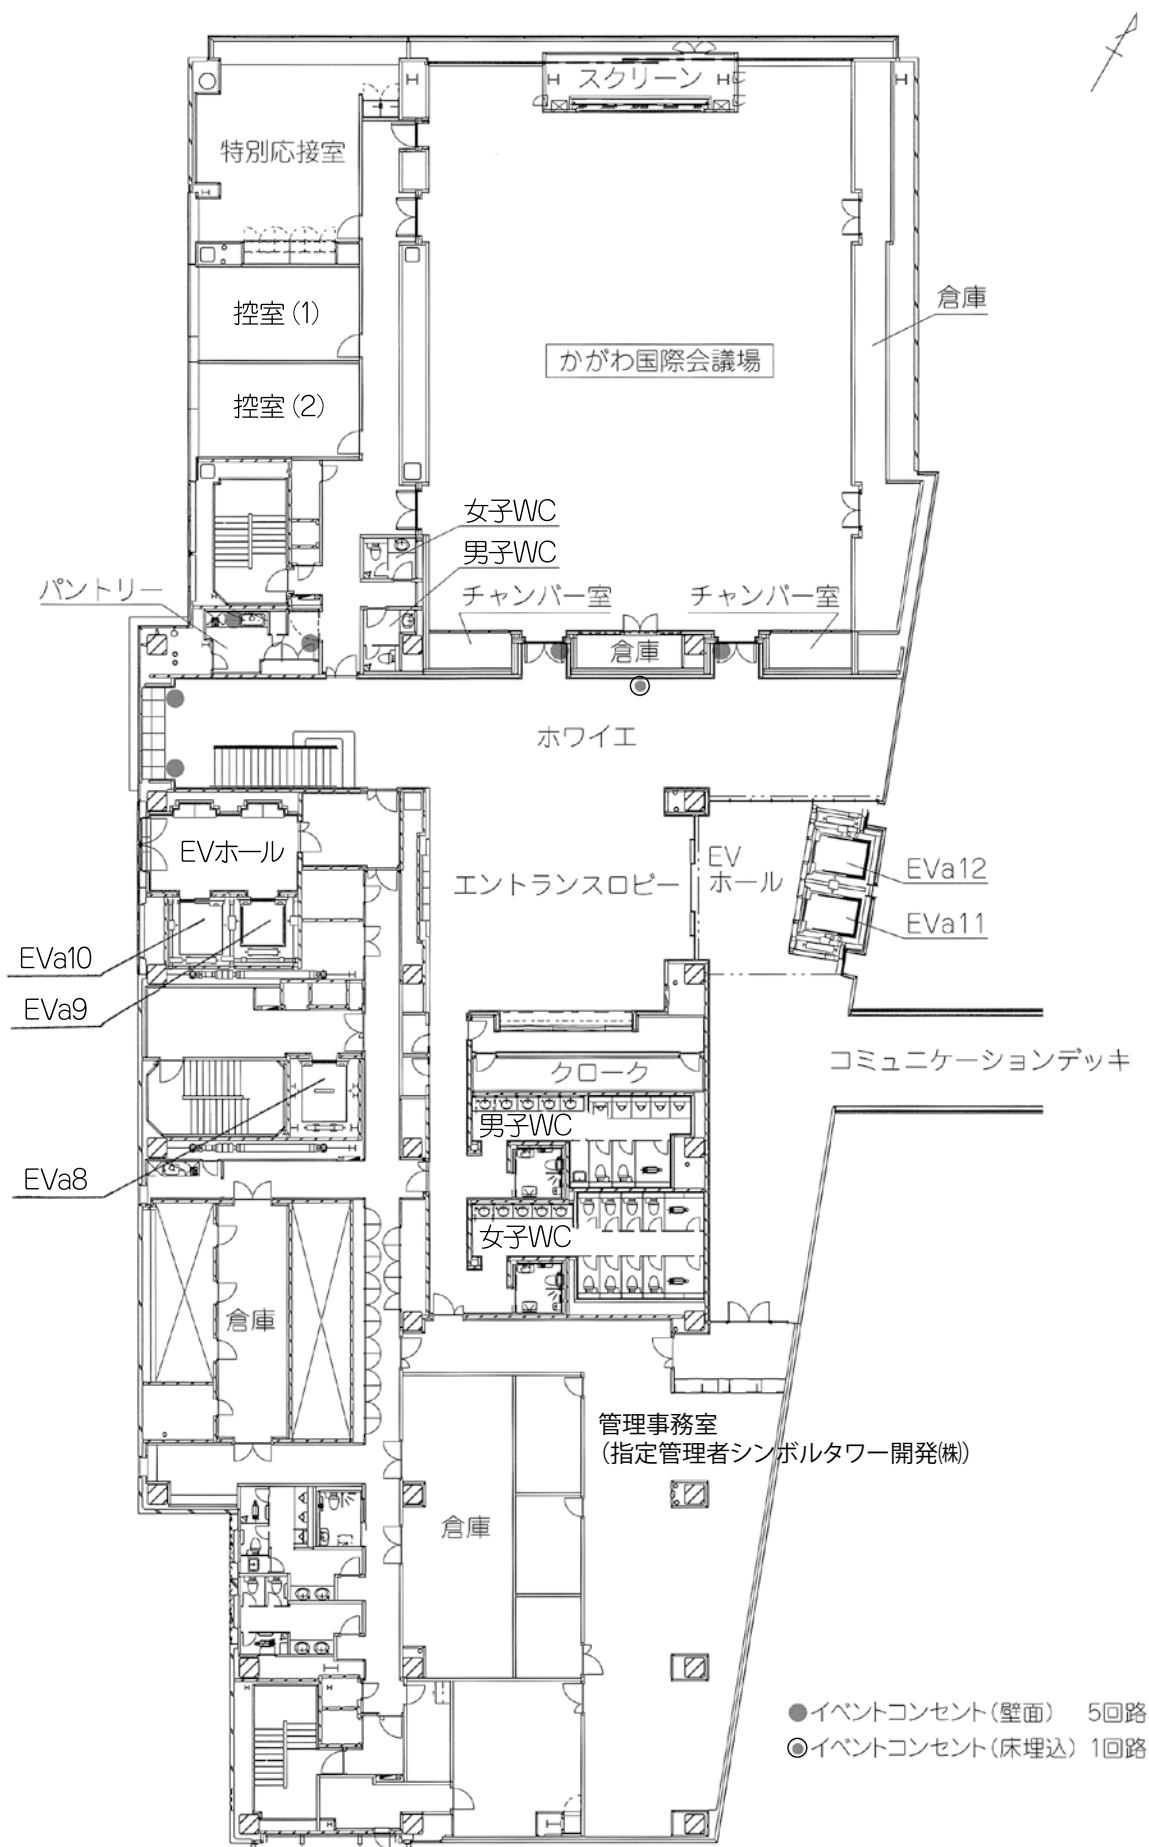 スクリーン
特別応接室
控室(1)
倉庫
かがわ国際会議場
控室(2)
女子WC
男子WC
パントリー
チャンバー室
チャンバー室
倉庫
ホワイエ
EVホール
EV
ホール
エントランスロビー
EVa12
EVa11
EVa10
EVa9
コミュニケーションデッキ
クローク
男子WC
EVa8
女子WC
倉庫
管理事務室
(指定管理者シンボルタワー開発㈱)
倉庫
●イベントコンセント(壁面) 5回路
◎イベントコンセント(床埋込) 1回路